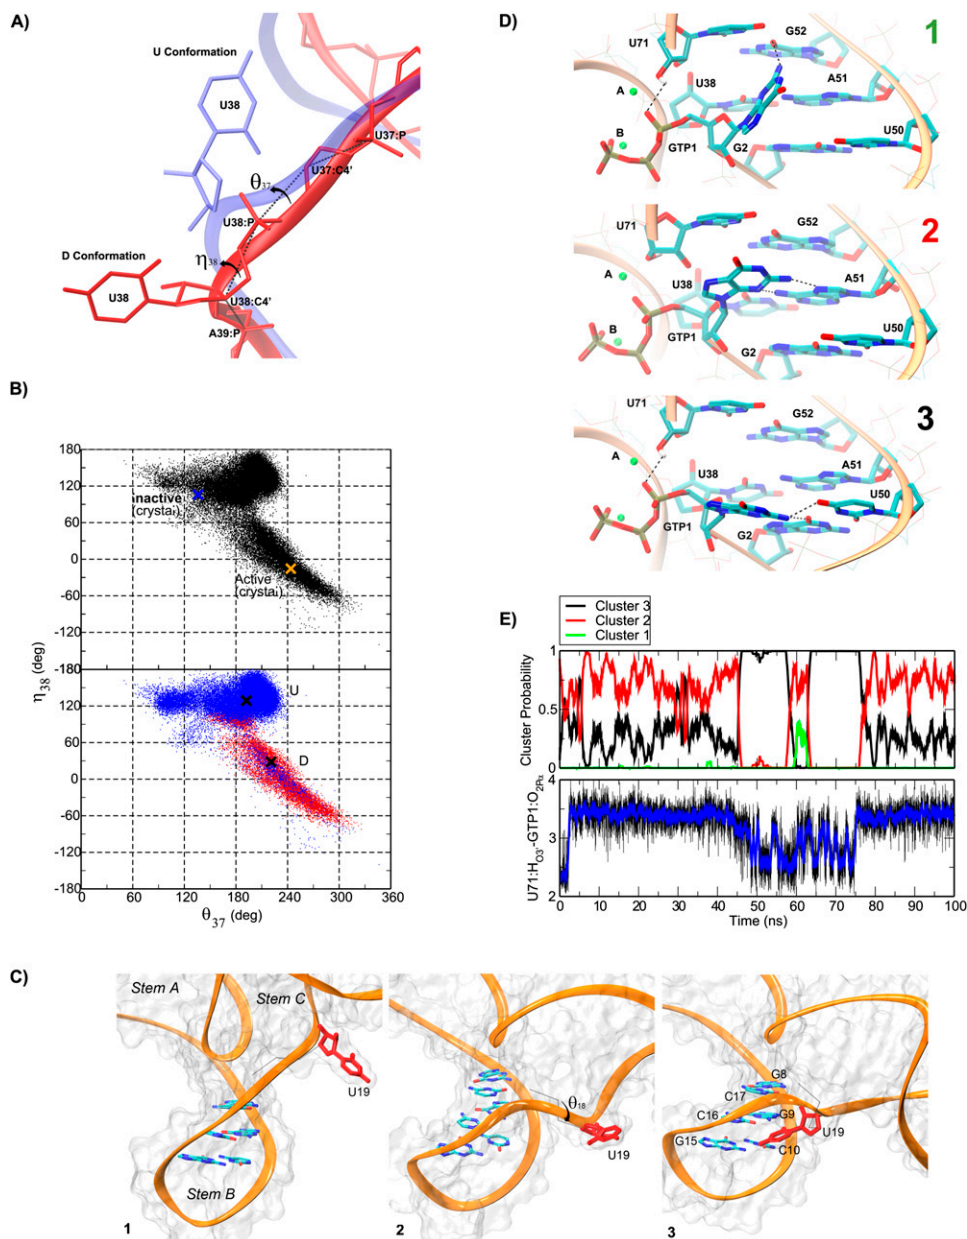 A)
U Conformation
U38
U37:P
U37:C4'
θ37
U38:P
D Conformation
η38
U38
U38:C4'
A39:P
B)
180
120
60
0
-60
-120
-180
120
60
0
-60
-120
-180
Inactive
(crystal)
Active
(crystal)
U
D
η38 (deg)
0 60 120 180 240 300 360
θ37 (deg)
C)
Stem A
Stem C
U19
Stem B
1
θ18
U19
2
G8
C17
C16
G9
G15
U19
C10
3
D)
1
U71
G52
A
U38
A51
B
U50
GTP1
G2
2
U71
G52
A
U38
A51
B
U50
GTP1
G2
3
U71
G52
A
U38
A51
U50
GTP1
G2
E)
Cluster 3
Cluster 2
Cluster 1
Cluster Probability
1
0.5
0
U71:HO3'-GTP1:O2Pα
4
3
2
0 10 20 30 40 50 60 70 80 90 100
Time (ns)